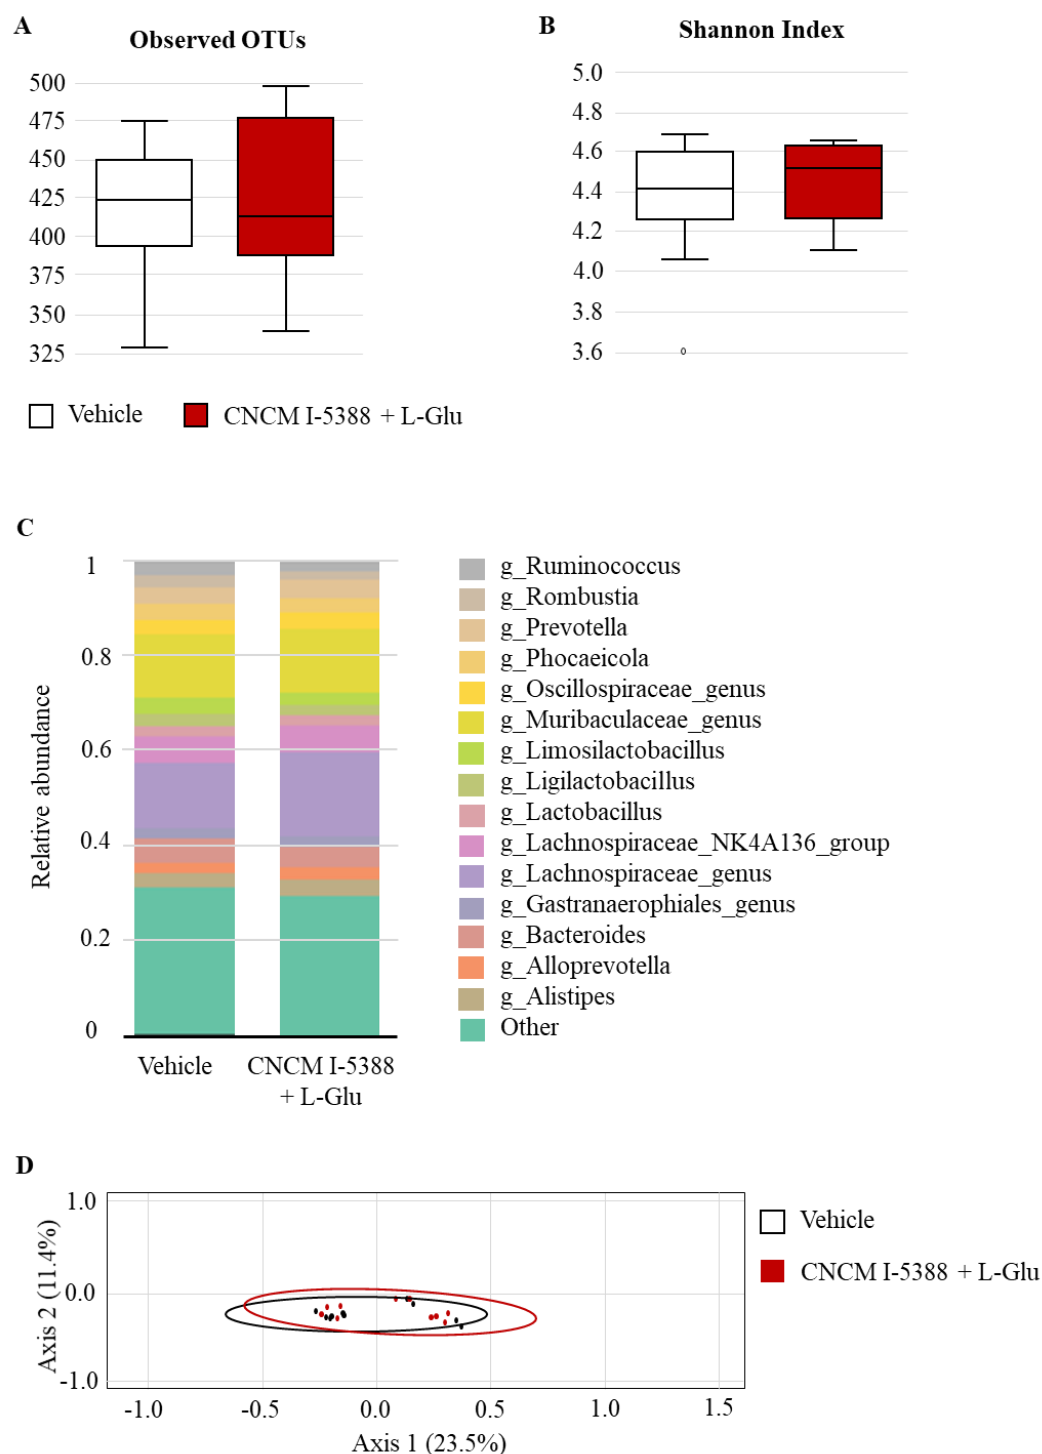 A
Observed OTUs
500
475
450
425
400
375
350
325
B
Shannon Index
5.0
4.8
4.6
4.4
4.2
4.0
3.8
3.6
Vehicle
CNCM I-5388 + L-Glu
C
Relative abundance
1
0.8
0.6
0.4
0.2
0
Vehicle
CNCM I-5388
+ L-Glu
g_Ruminococcus
g_Rombustia
g_Prevotella
g_Phocaeicola
g_Oscillospiraceae_genus
g_Muribaculaceae_genus
g_Limosilactobacillus
g_Ligilactobacillus
g_Lactobacillus
g_Lachnospiraceae_NK4A136_group
g_Lachnospiraceae_genus
g_Gastranaerophiales_genus
g_Bacteroides
g_Alloprevotella
g_Alistipes
Other
D
Axis 2 (11.4%)
1.0
0.0
-1.0
-1.0
-0.5
0.0
0.5
1.0
1.5
Axis 1 (23.5%)
Vehicle
CNCM I-5388 + L-Glu